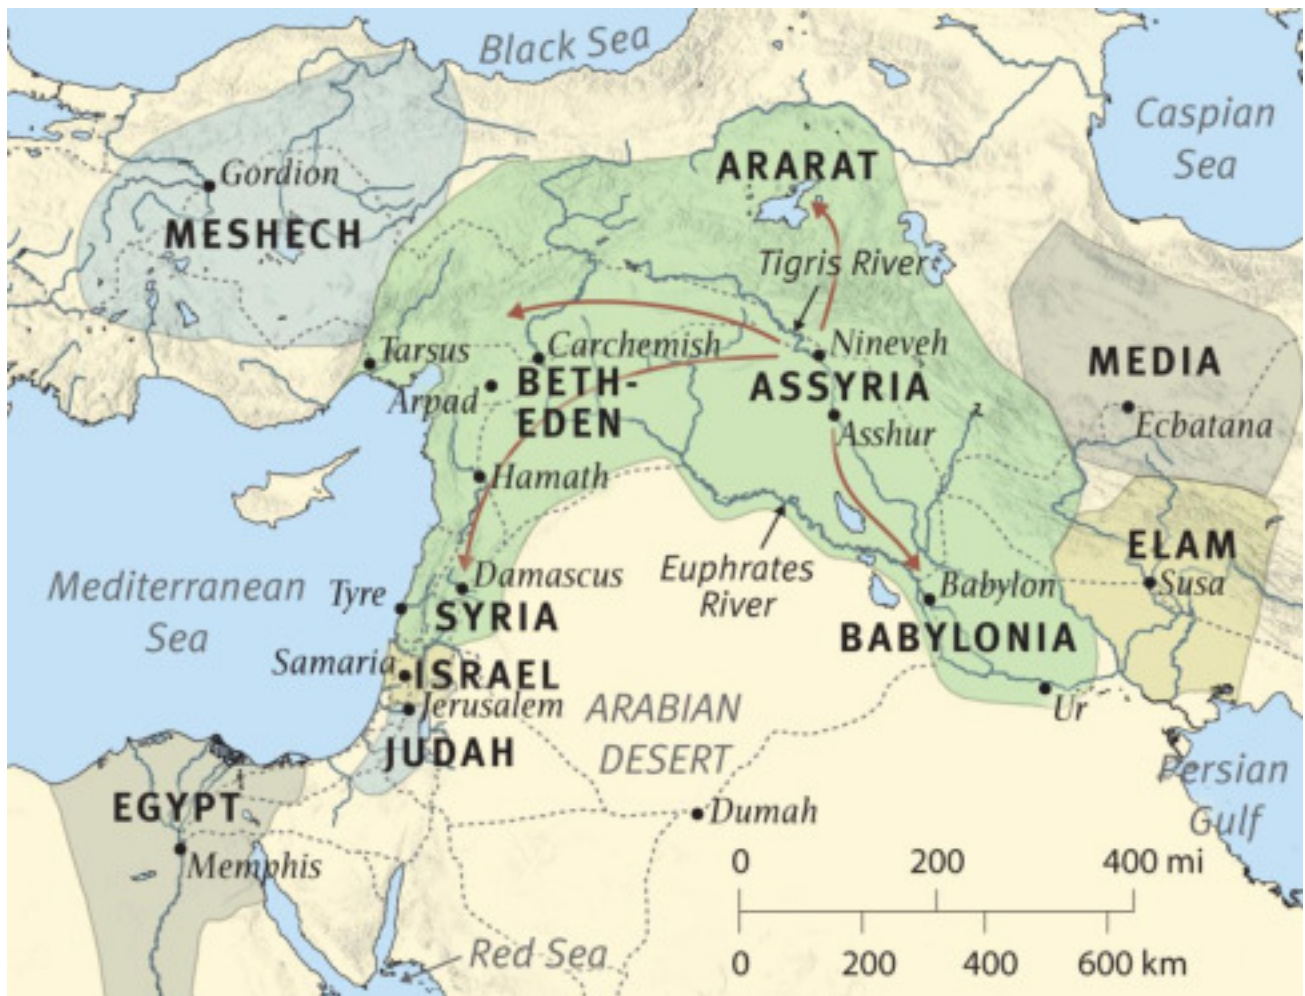 Black Sea
Caspian
Sea
ARARAT
Gordion
MESHECH
Tigris River
Tarsus
Carchemish
Nineveh
MEDIA
BETH-
EDEN
ASSYRIA
Arpad
Ecbatana
Asshur
Hamath
ELAM
Euphrates
River
Mediterranean
Sea
Tyre
Damascus
SYRIA
Babylon
Susa
BABYLONIA
Samaria
ISRAEL
Jerusalem
JUDAH
ARABIAN
DESERT
Ur
Persian
Gulf
EGYPT
Memphis
Dumah
0 200 400 mi
0 200 400 600 km
Red Sea